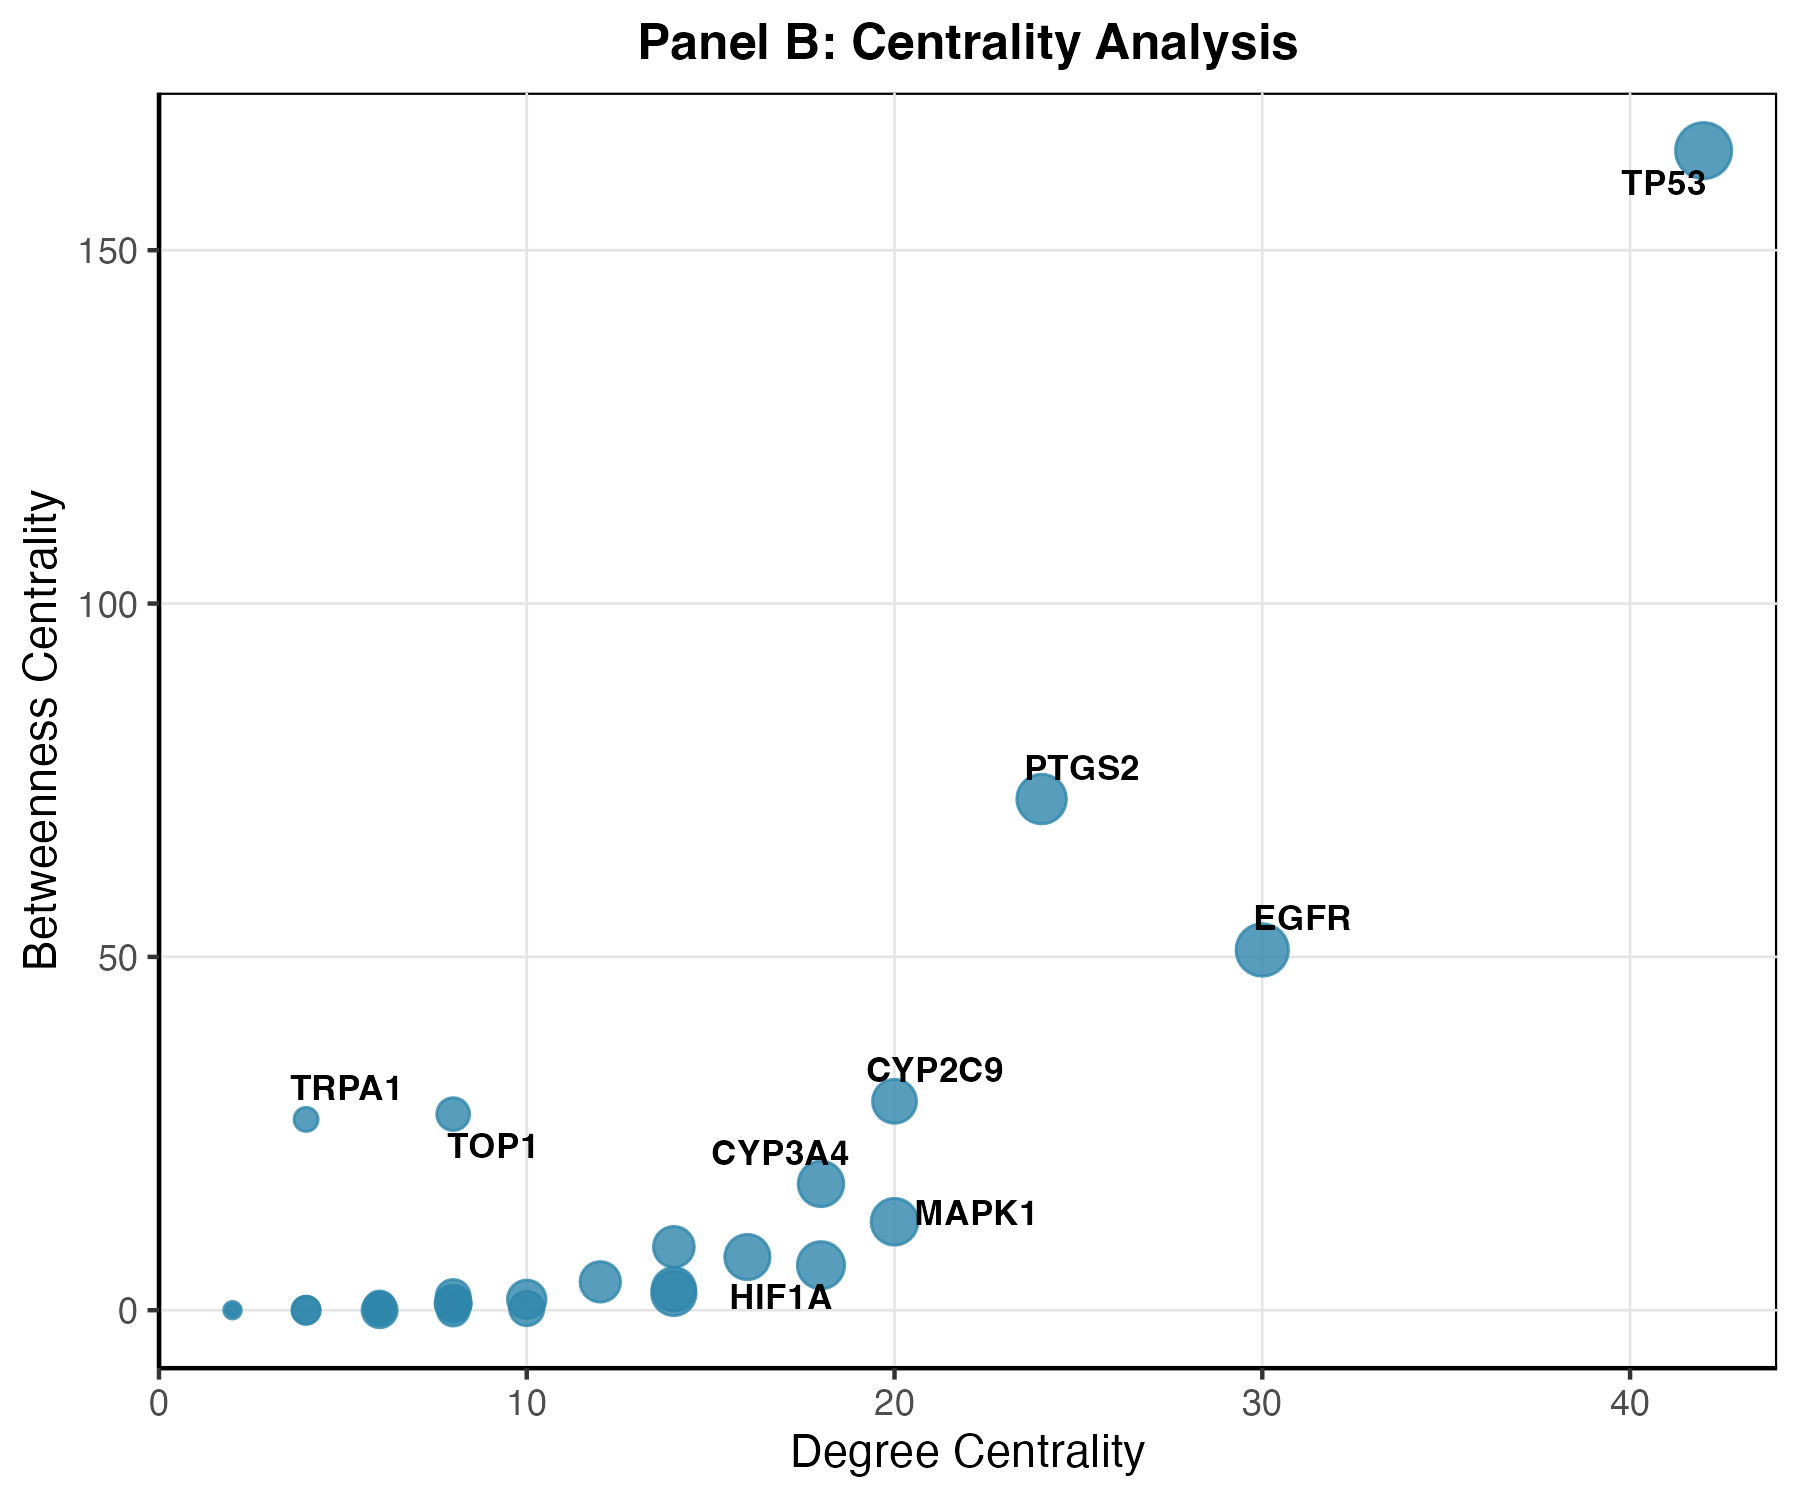 Panel B: Centrality Analysis
Betweenness Centrality
150
100
50
0
TP53
PTGS2
EGFR
CYP2C9
TRPA1
TOP1
CYP3A4
MAPK1
HIF1A
0 10 20 30 40
Degree Centrality